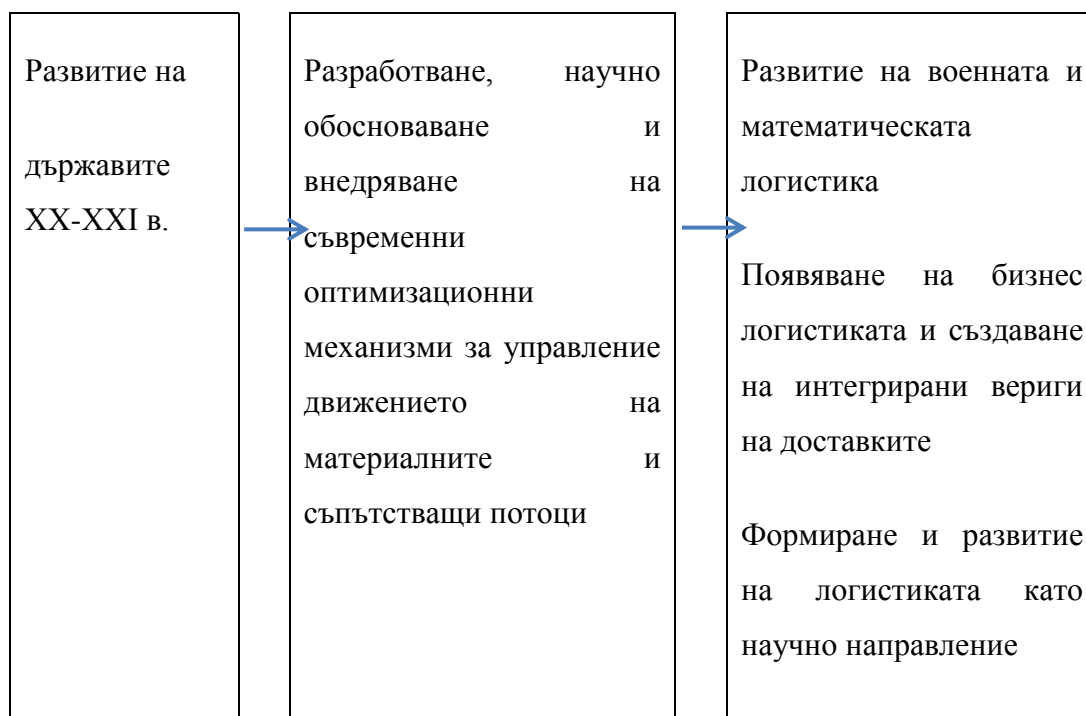 Развитие на
държавите
XX-XXI в.
Разработване, научно
обосноваване и
внедряване на
съвременни
оптимизационни
механизми за управление
движението на
материалните и
съпътстващи потоци
Развитие на военната и
математическата
логистика
Появяване на бизнес
логистиката и създаване
на интегрирани вериги
на доставките
Формиране и развитие
на логистиката като
научно направление